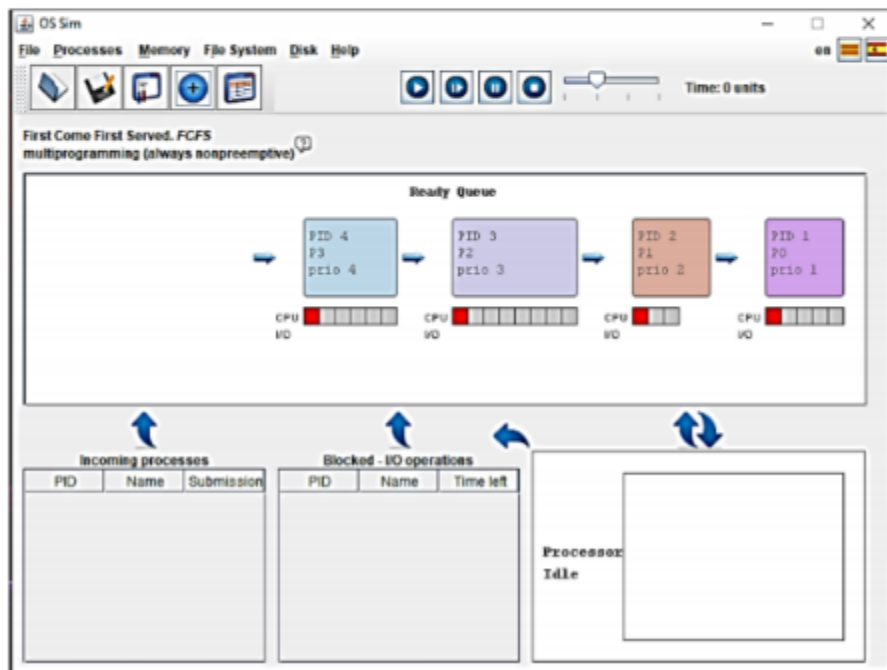 OS Sim
File Processes Memory File System Disk Help
en
Time: 0 units
First Come First Served. FCFS
multiprogramming (always nonpreemptive)
Ready Queue
PID 4 PID 3 PID 2 PID 1
P3 P2 P1 P0
prio 4 prio 3 prio 2 prio 1
CPU CPU CPU CPU
I/O I/O I/O I/O
Incoming processes Blocked - I/O operations
PID Name Submission PID Name Time left
Processor
Idle